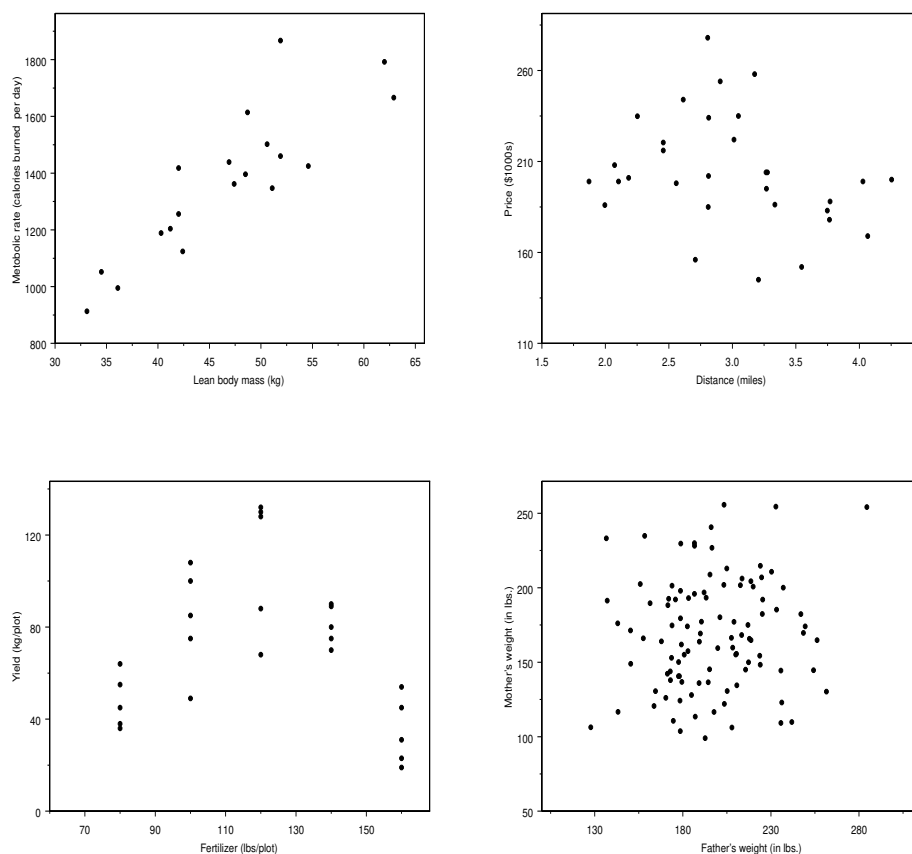 Metobolic rate (calories burned per day)
1800
1600
1400
1200
1000
800
30 35 40 45 50 55 60 65
Lean body mass (kg)
Price ($1000s)
260
210
160
110
1.5 2.0 2.5 3.0 3.5 4.0
Distance (miles)
Yield (kg/plot)
120
80
40
0
70 90 110 130 150
Fertilizer (lbs/plot)
Mother's weight (in lbs.)
250
200
150
100
50
130 180 230 280
Father's weight (in lbs.)